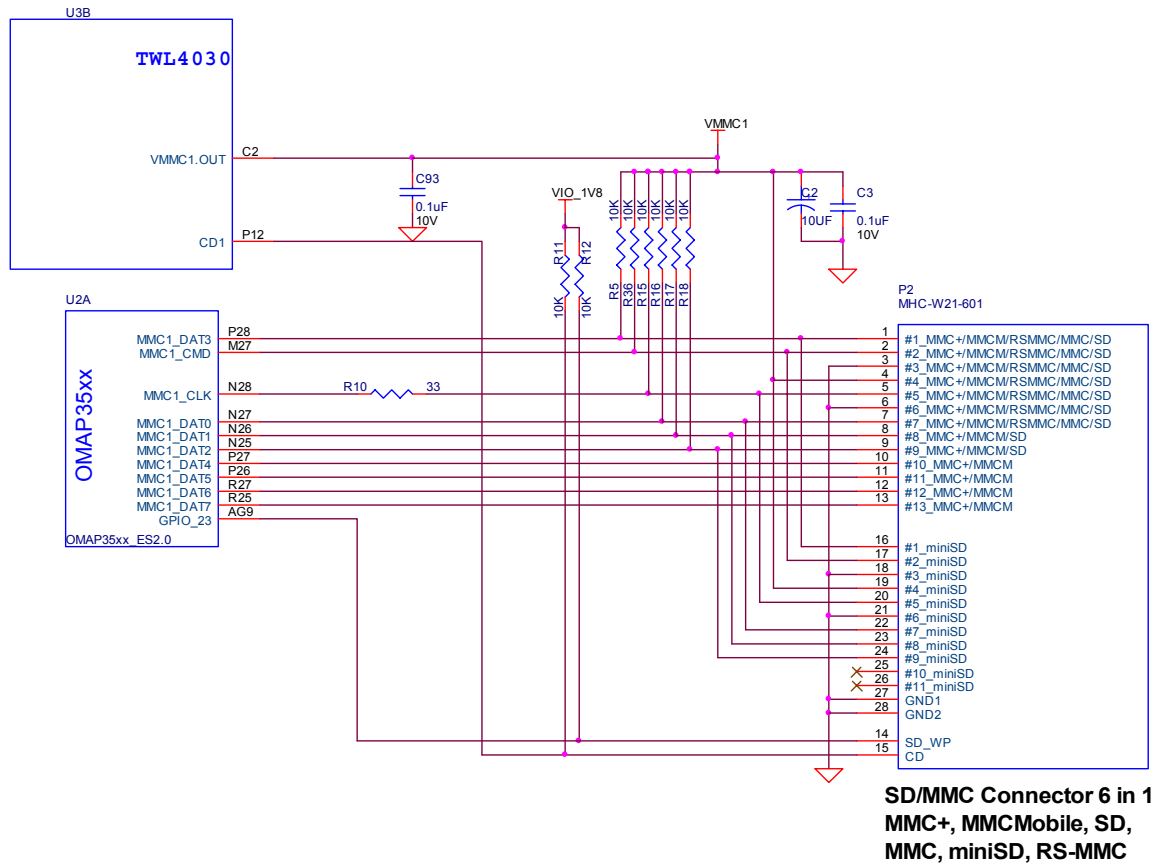 U3B
TWL4030
VMMC1.OUT
C2
CD1
P12
C93
0.1uF
10V
VMMC1
VIO_1V8
R11
10K
R12
10K
10K
10K
10K
10K
10K
10K
R5
R36
R15
R16
R17
R18
C2
10UF
C3
0.1uF
10V
U2A
OMAP35xx
MMC1_DAT3
P28
MMC1_CMD
M27
MMC1_CLK
N28
MMC1_DAT0
N27
MMC1_DAT1
N26
MMC1_DAT2
N25
MMC1_DAT4
P27
MMC1_DAT5
P26
MMC1_DAT6
R27
MMC1_DAT7
R25
GPIO_23
AG9
OMAP35xx_ES2.0
R10
33
P2
MHC-W21-601
1
#1_MMC+/MMCM/RSMMC/MMC/SD
2
#2_MMC+/MMCM/RSMMC/MMC/SD
3
#3_MMC+/MMCM/RSMMC/MMC/SD
4
#4_MMC+/MMCM/RSMMC/MMC/SD
5
#5_MMC+/MMCM/RSMMC/MMC/SD
6
#6_MMC+/MMCM/RSMMC/MMC/SD
7
#7_MMC+/MMCM/RSMMC/MMC/SD
8
#8_MMC+/MMCM/SD
9
#9_MMC+/MMCM/SD
10
#10_MMC+/MMCM
11
#11_MMC+/MMCM
12
#12_MMC+/MMCM
13
#13_MMC+/MMCM
16
#1_miniSD
17
#2_miniSD
18
#3_miniSD
19
#4_miniSD
20
#5_miniSD
21
#6_miniSD
22
#7_miniSD
23
#8_miniSD
24
#9_miniSD
25
#10_miniSD
26
#11_miniSD
27
GND1
28
GND2
14
SD_WP
15
CD
SD/MMC Connector 6 in 1
MMC+, MMCMobile, SD,
MMC, miniSD, RS-MMC